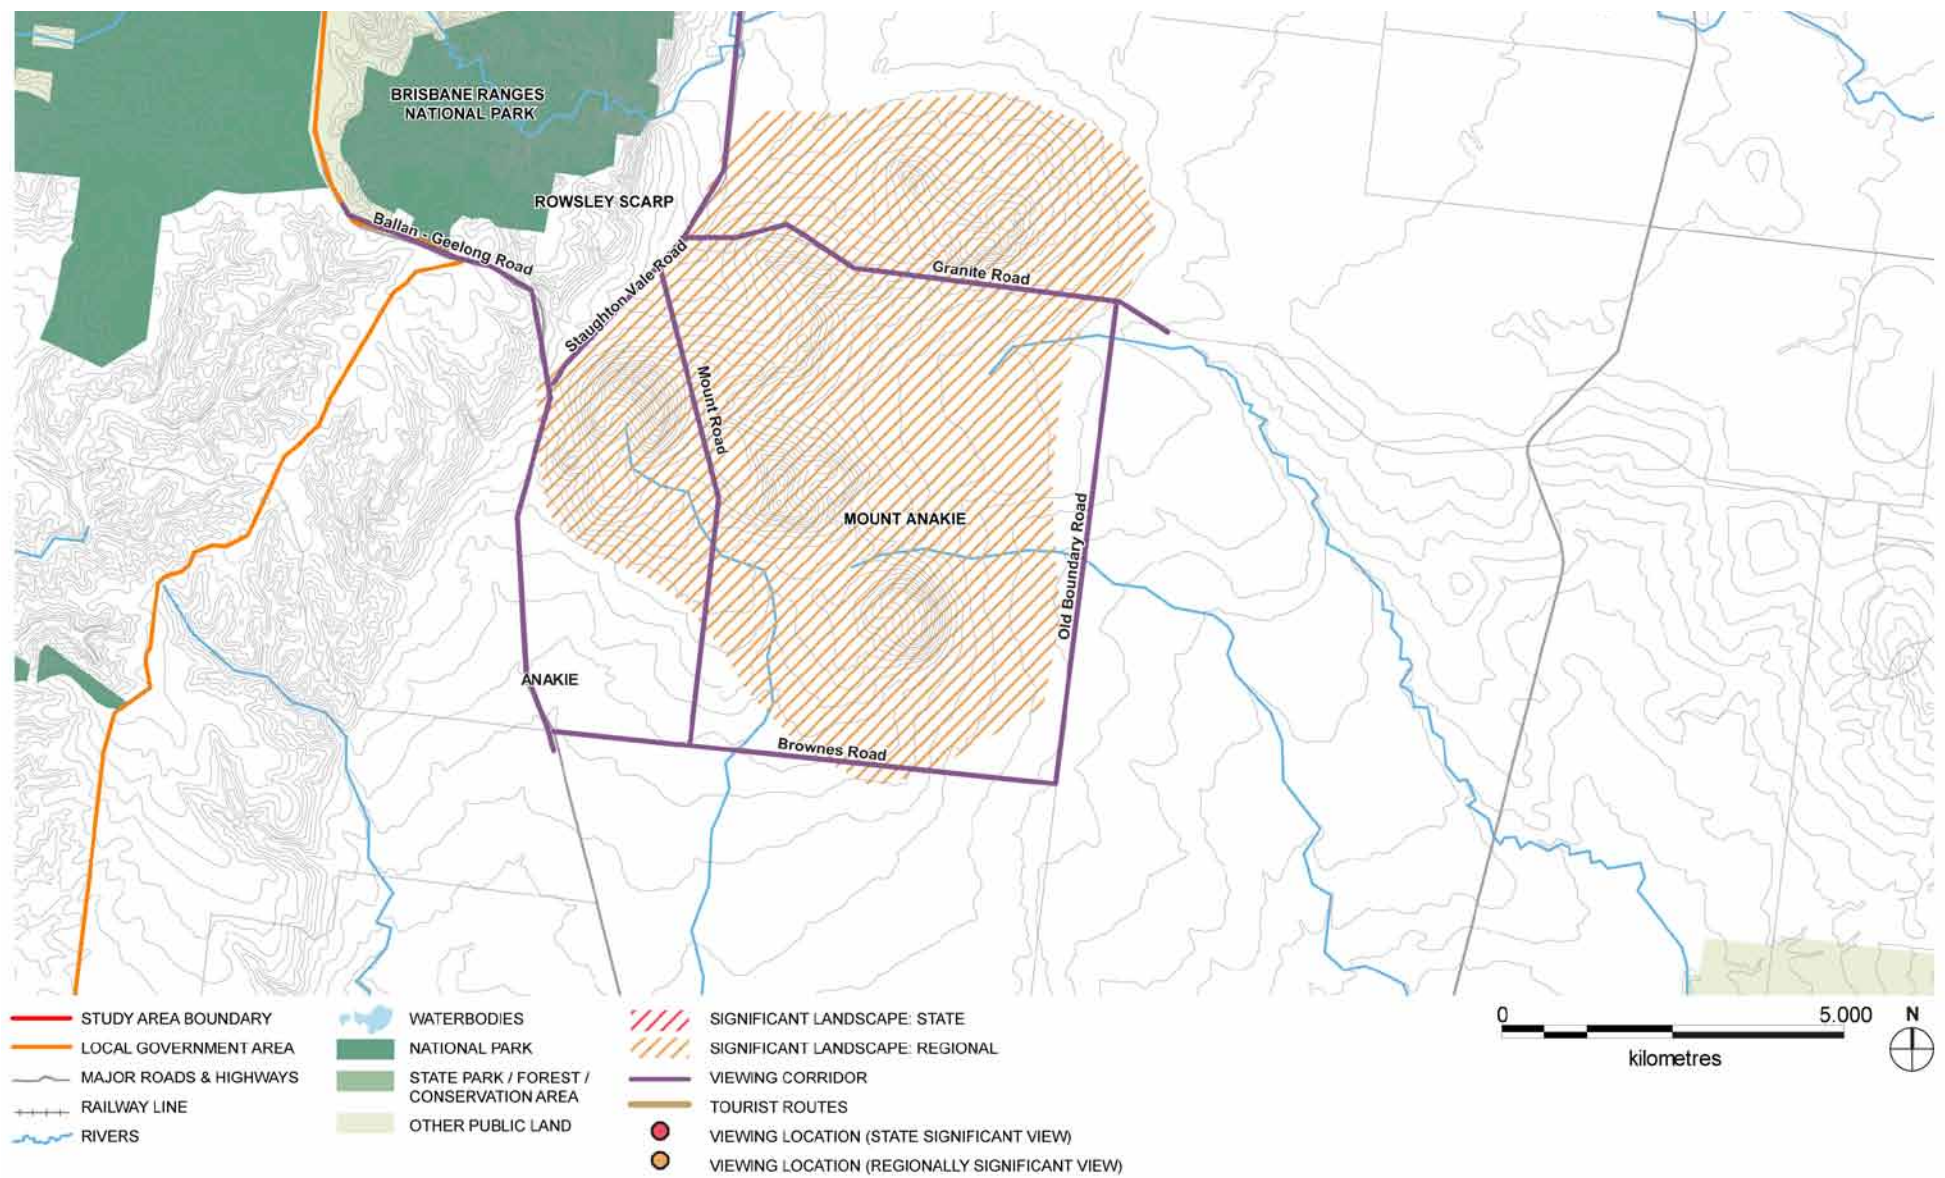 BRISBANE RANGES
NATIONAL PARK
ROWSLEY SCARP
Ballan - Geelong Road
Staughton Vale Road
Granite Road
Mount Road
MOUNT ANAKIE
Old Boundary Road
ANAKIE
Brownes Road
STUDY AREA BOUNDARY
LOCAL GOVERNMENT AREA
MAJOR ROADS & HIGHWAYS
RAILWAY LINE
RIVERS
WATERBODIES
NATIONAL PARK
STATE PARK / FOREST /
CONSERVATION AREA
OTHER PUBLIC LAND
SIGNIFICANT LANDSCAPE: STATE
SIGNIFICANT LANDSCAPE: REGIONAL
VIEWING CORRIDOR
TOURIST ROUTES
VIEWING LOCATION (STATE SIGNIFICANT VIEW)
VIEWING LOCATION (REGIONALLY SIGNIFICANT VIEW)
0 5.000 N
kilometres